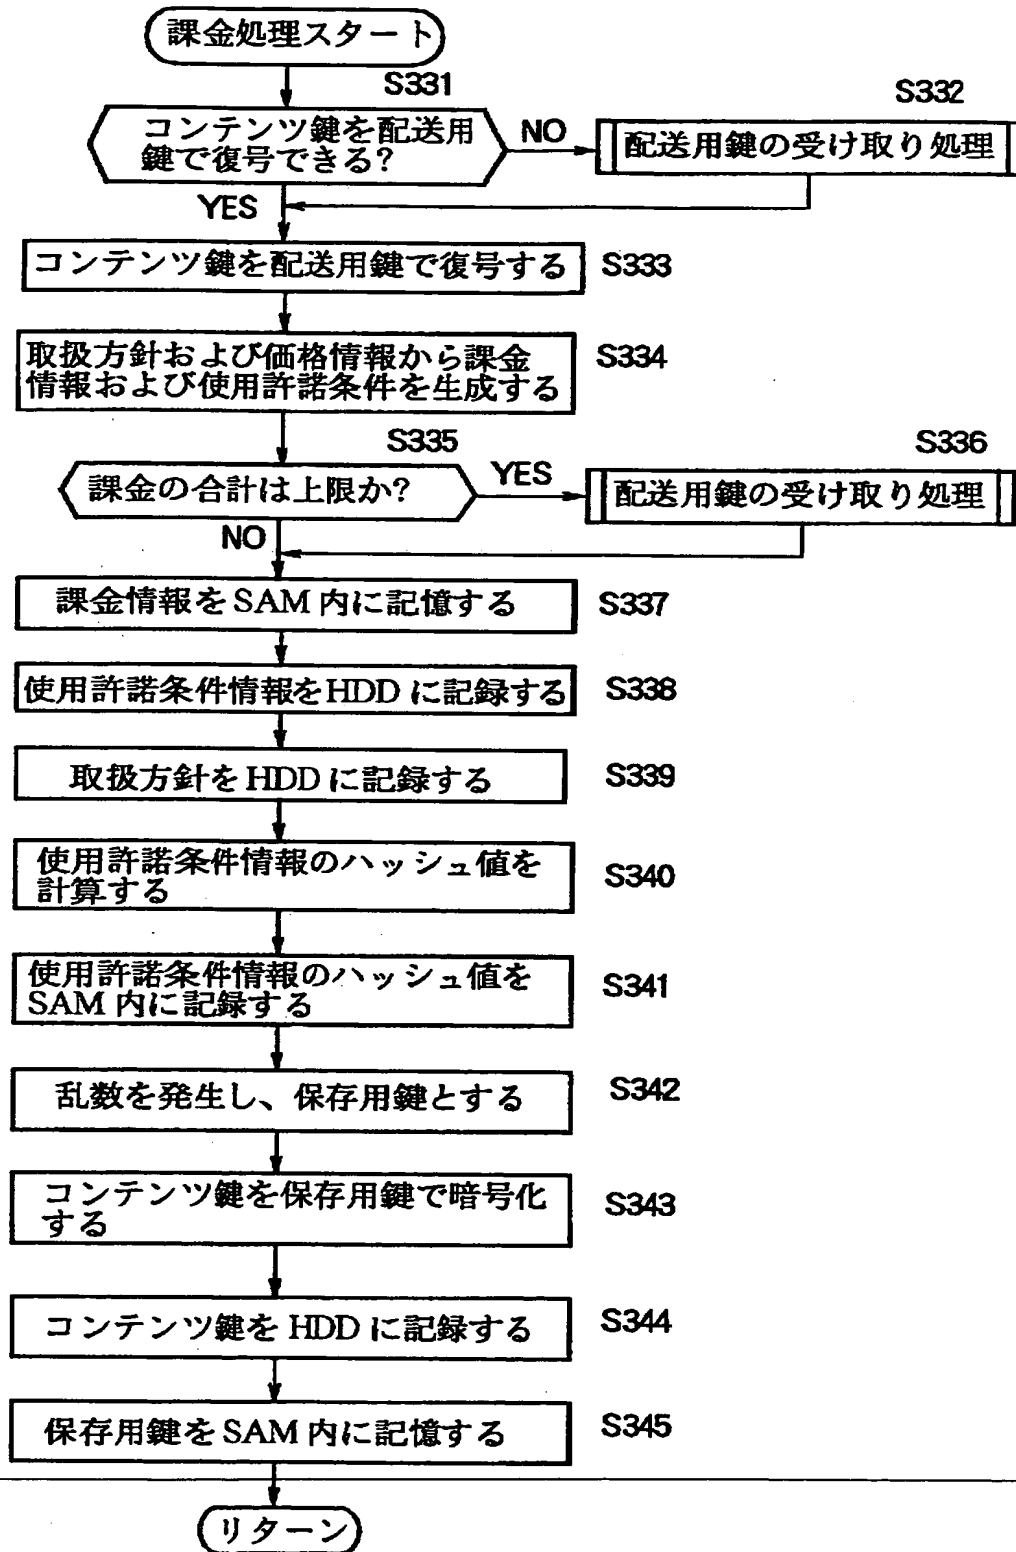 課金処理スタート
S331
コンテンツ鍵を配送用
鍵で復号できる?
NO
S332
配送用鍵の受け取り処理
YES
コンテンツ鍵を配送用鍵で復号する
S333
取扱方針および価格情報から課金
情報および使用許諾条件を生成する
S334
S335
課金の合計は上限か?
YES
S336
配送用鍵の受け取り処理
NO
課金情報をSAM内に記憶する
S337
使用許諾条件情報をHDDに記録する
S338
取扱方針をHDDに記録する
S339
使用許諾条件情報のハッシュ値を
計算する
S340
使用許諾条件情報のハッシュ値を
SAM内に記録する
S341
乱数を発生し、保存用鍵とする
S342
コンテンツ鍵を保存用鍵で暗号化
する
S343
コンテンツ鍵をHDDに記録する
S344
保存用鍵をSAM内に記憶する
S345
リターン